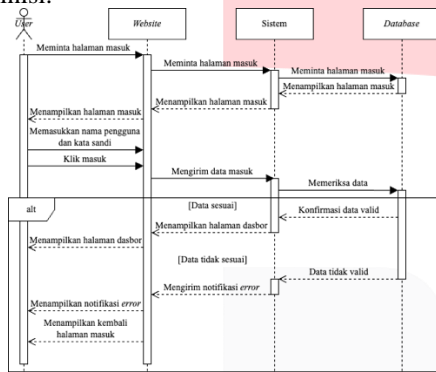 User
Website
Sistem
Database
Meminta halaman masuk
Meminta halaman masuk
Meminta halaman masuk
Menampilkan halaman masuk
Menampilkan halaman masuk
Menampilkan halaman masuk
Memasukkan nama pengguna
dan kata sandi
Klik masuk
Mengirim data masuk
Memeriksa data
alt
[Data sesuai]
Konfirmasi data valid
Menampilkan halaman dasbor
Menampilkan halaman dasbor
[Data tidak sesuai]
Data tidak valid
Mengirim notifikasi error
Menampilkan notifikasi error
Menampilkan kembali
halaman masuk